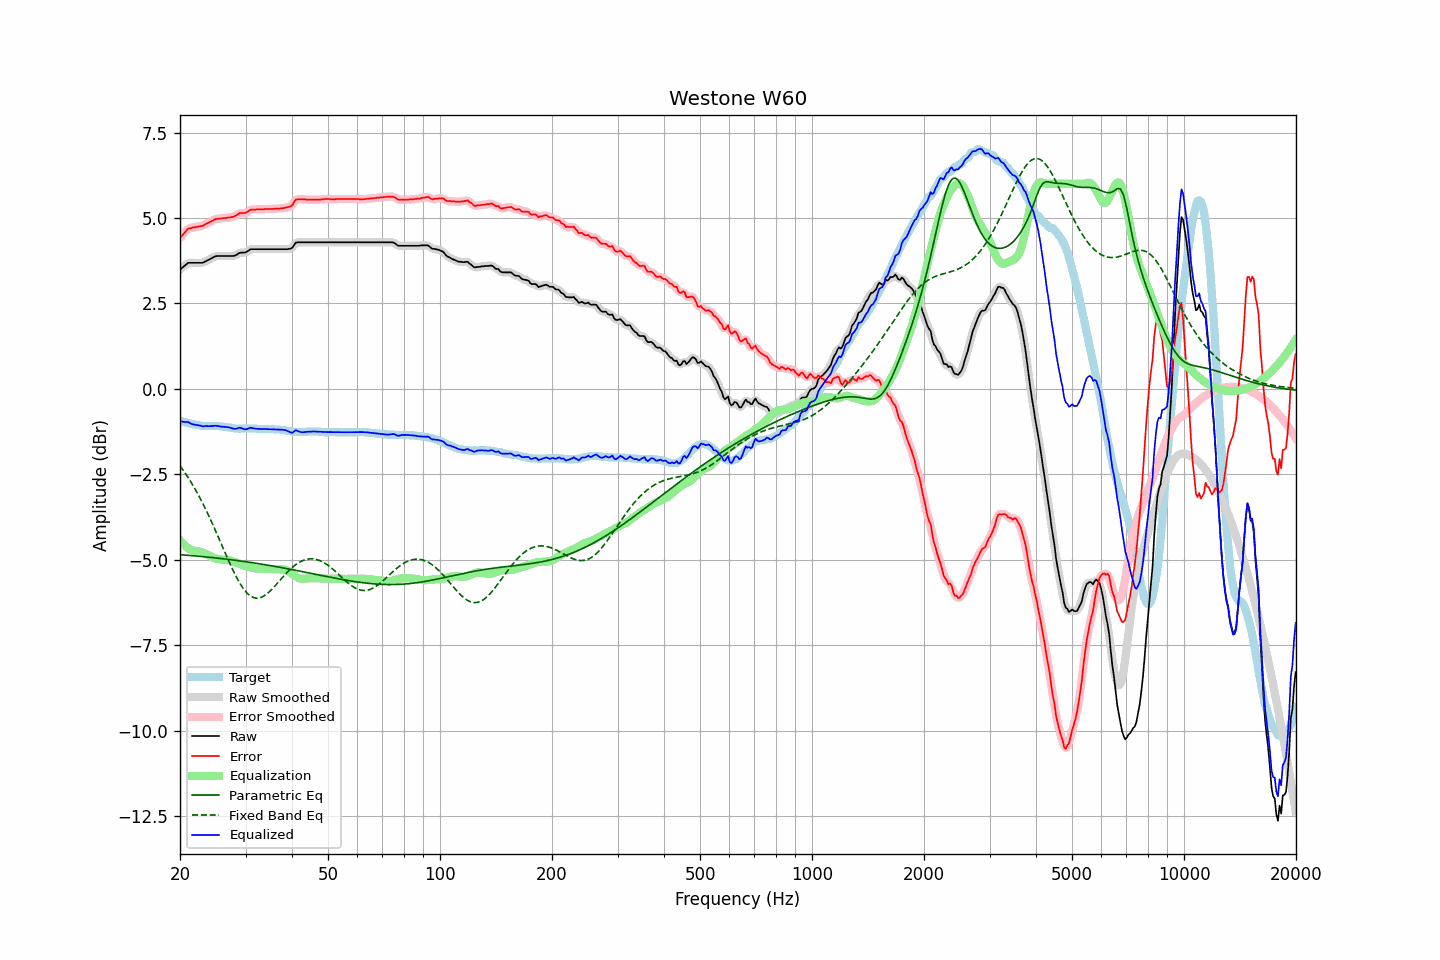 Westone W60
7.5
5.0
2.5
0.0
−2.5
−5.0
−7.5
−10.0
−12.5
Amplitude (dBr)
Target
Raw Smoothed
Error Smoothed
Raw
Error
Equalization
Parametric Eq
Fixed Band Eq
Equalized
20 50 100 200 500 1000 2000 5000 10000 20000
Frequency (Hz)